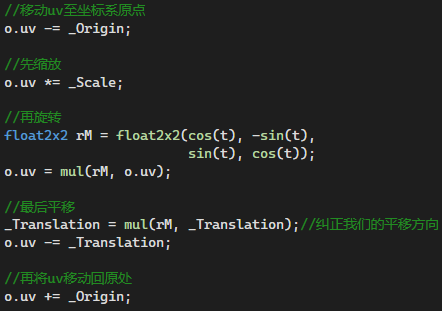 //移动uv至坐标系原点
o.uv -= _Origin;
//先缩放
o.uv *= _Scale;
//再旋转
float2x2 rM = float2x2(cos(t), -sin(t),
sin(t), cos(t));
o.uv = mul(rM, o.uv);
//最后平移
_Translation = mul(rM, _Translation);//纠正我们的平移方向
o.uv -= _Translation;
//再将uv移动回原处
o.uv += _Origin;